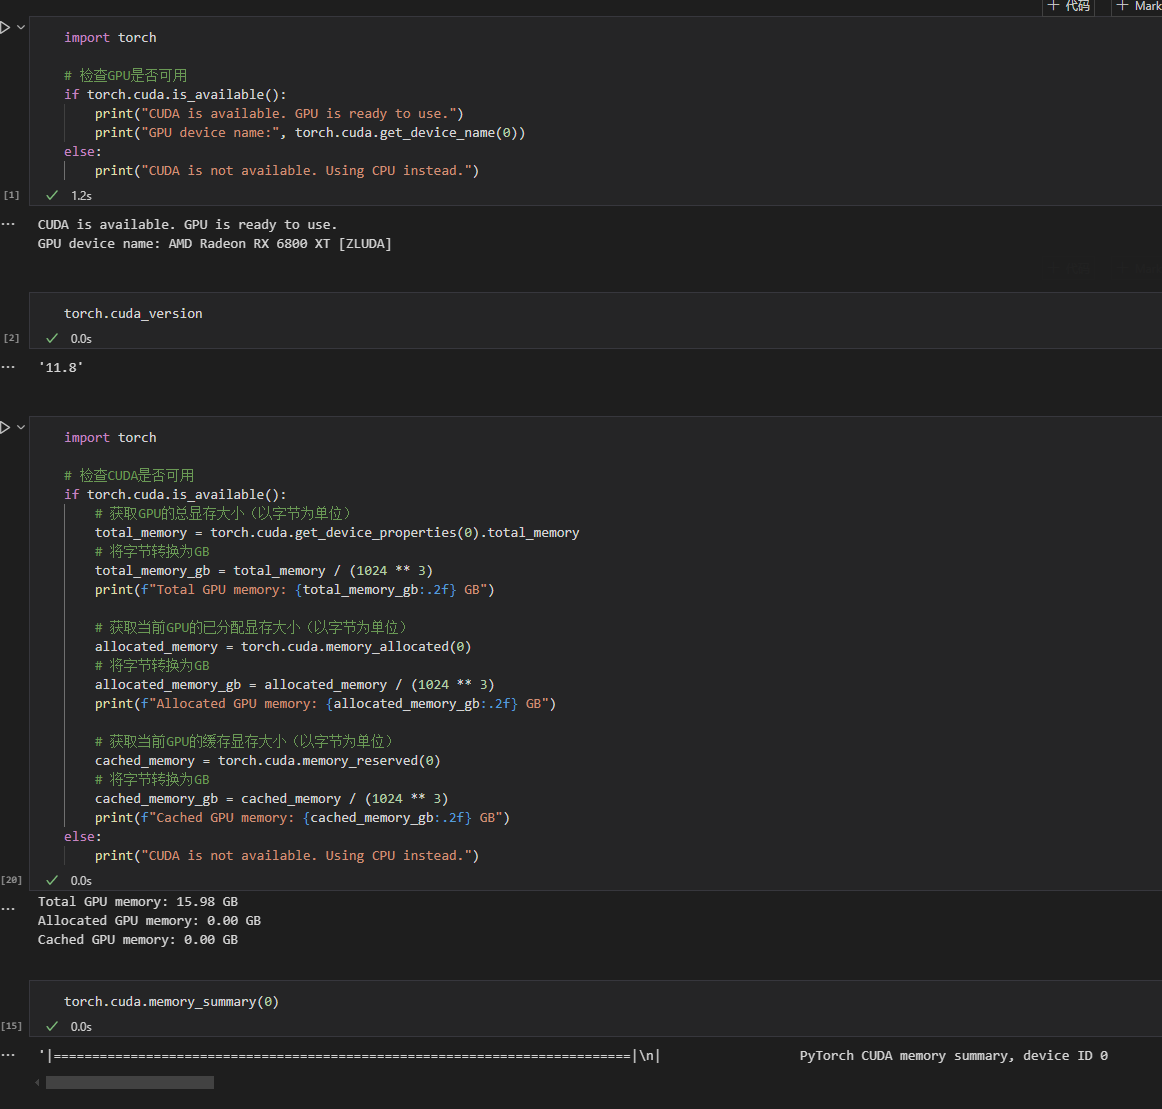 代码
Mark
import torch
# 检查GPU是否可用
if torch.cuda.is_available():
print("CUDA is available. GPU is ready to use.")
print("GPU device name:", torch.cuda.get_device_name(0))
else:
print("CUDA is not available. Using CPU instead.")
[1]
1.2s
CUDA is available. GPU is ready to use.
GPU device name: AMD Radeon RX 6800 XT [ZLUDA]
torch.cuda_version
[2]
0.0s
'11.8'
import torch
# 检查CUDA是否可用
if torch.cuda.is_available():
# 获取GPU的总显存大小（以字节为单位）
total_memory = torch.cuda.get_device_properties(0).total_memory
# 将字节转换为GB
total_memory_gb = total_memory / (1024 ** 3)
print(f"Total GPU memory: {total_memory_gb:.2f} GB")
# 获取当前GPU的已分配显存大小（以字节为单位）
allocated_memory = torch.cuda.memory_allocated(0)
# 将字节转换为GB
allocated_memory_gb = allocated_memory / (1024 ** 3)
print(f"Allocated GPU memory: {allocated_memory_gb:.2f} GB")
# 获取当前GPU的缓存显存大小（以字节为单位）
cached_memory = torch.cuda.memory_reserved(0)
# 将字节转换为GB
cached_memory_gb = cached_memory / (1024 ** 3)
print(f"Cached GPU memory: {cached_memory_gb:.2f} GB")
else:
print("CUDA is not available. Using CPU instead.")
[20]
0.0s
Total GPU memory: 15.98 GB
Allocated GPU memory: 0.00 GB
Cached GPU memory: 0.00 GB
torch.cuda.memory_summary(0)
[15]
0.0s
'|===========================================================================|\n| PyTorch CUDA memory summary, device ID 0